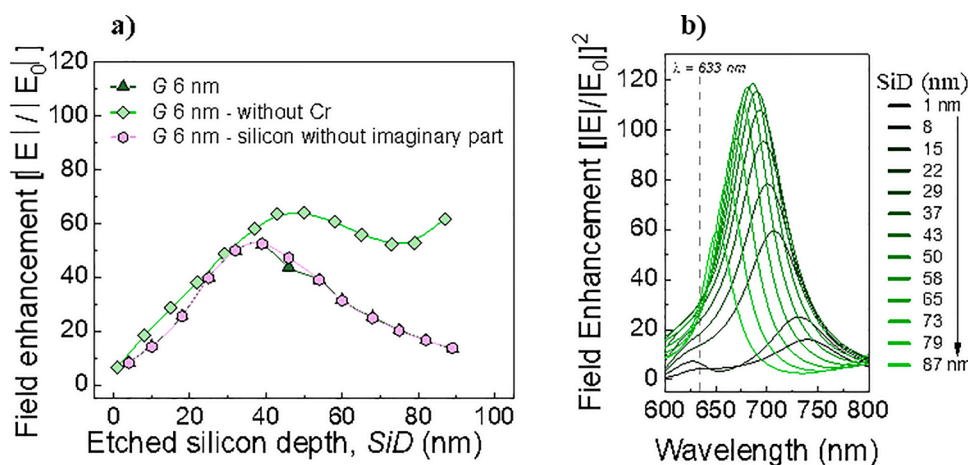 a)
Field enhancement [| E | / | E₀| ]
120
100
80
60
40
20
0
G 6 nm
G 6 nm - without Cr
G 6 nm - silicon without imaginary part
0 20 40 60 80 100
Etched silicon depth, SiD (nm)
b)
Field Enhancement [|E|/|E₀|]²
120
100
80
60
40
20
0
λ = 633 nm
600 650 700 750 800
Wavelength (nm)
SiD (nm)
1 nm
8
15
22
29
37
43
50
58
65
73
79
87 nm